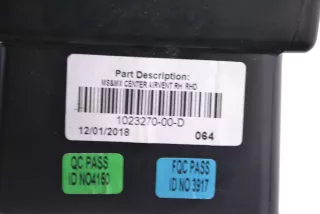 Part Description:
MS&MX CENTER AIRVENT RH, RHD
1023270-00-D
12/01/2018 064
QC PASS FQC PASS
ID NO4150 ID NO 3917